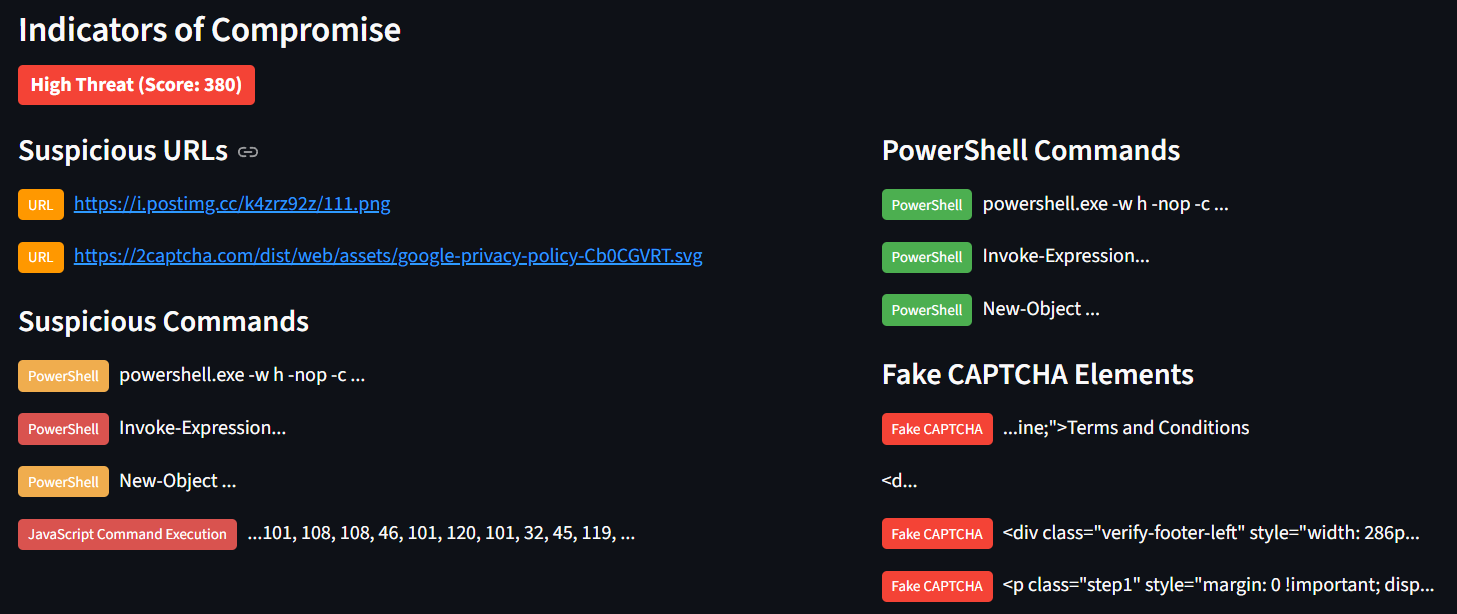 Indicators of Compromise
High Threat (Score: 380)
Suspicious URLs
URL https://i.postimg.cc/k4zrz92z/111.png
URL https://2captcha.com/dist/web/assets/google-privacy-policy-Cb0CGVRT.svg
Suspicious Commands
PowerShell powershell.exe -w h -nop -c ...
PowerShell Invoke-Expression...
PowerShell New-Object ...
JavaScript Command Execution ...101, 108, 108, 46, 101, 120, 101, 32, 45, 119, ...
PowerShell Commands
PowerShell powershell.exe -w h -nop -c ...
PowerShell Invoke-Expression...
PowerShell New-Object ...
Fake CAPTCHA Elements
Fake CAPTCHA ...ine;">Terms and Conditions
<d...
Fake CAPTCHA <div class="verify-footer-left" style="width: 286p...
Fake CAPTCHA <p class="step1" style="margin: 0 !important; disp...